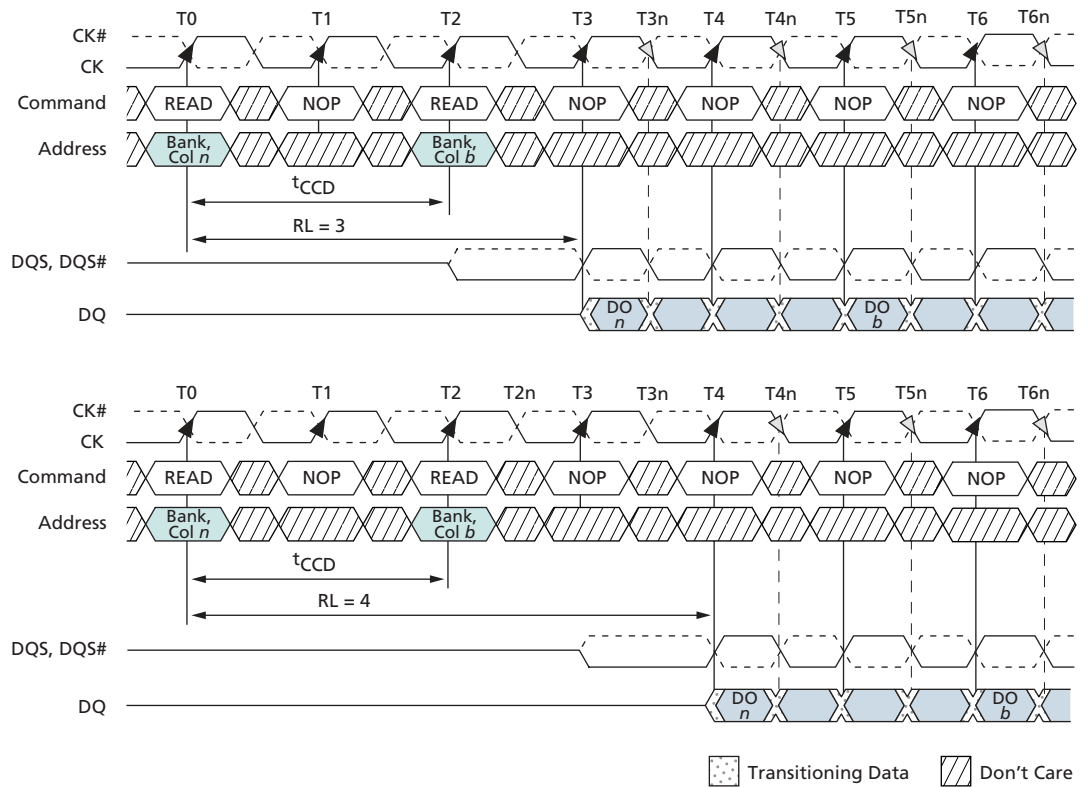 T0 T1 T2 T3 T3n T4 T4n T5 T5n T6 T6n
CK#
CK
Command READ NOP READ NOP NOP NOP NOP
Address Bank, Col n Bank, Col b
tCCD
RL = 3
DQS, DQS#
DQ DO n DO b
T0 T1 T2 T2n T3 T3n T4 T4n T5 T5n T6 T6n
CK#
CK
Command READ NOP READ NOP NOP NOP NOP
Address Bank, Col n Bank, Col b
tCCD
RL = 4
DQS, DQS#
DQ DO n DO b
Transitioning Data Don't Care